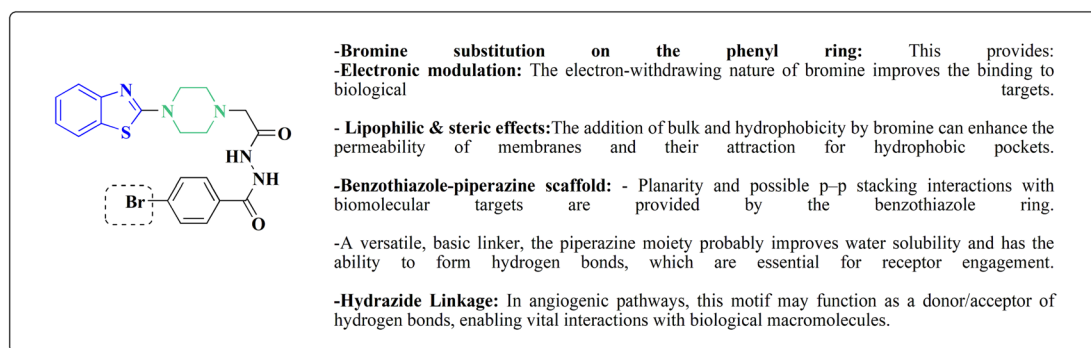 -Bromine substitution on the phenyl ring: This provides:
-Electronic modulation: The electron-withdrawing nature of bromine improves the binding to
biological targets.
- Lipophilic & steric effects:The addition of bulk and hydrophobicity by bromine can enhance the
permeability of membranes and their attraction for hydrophobic pockets.
-Benzothiazole-piperazine scaffold: - Planarity and possible p–p stacking interactions with
biomolecular targets are provided by the benzothiazole ring.
-A versatile, basic linker, the piperazine moiety probably improves water solubility and has the
ability to form hydrogen bonds, which are essential for receptor engagement.
-Hydrazide Linkage: In angiogenic pathways, this motif may function as a donor/acceptor of
hydrogen bonds, enabling vital interactions with biological macromolecules.
N
S
N
N
O
HN
NH
Br
O